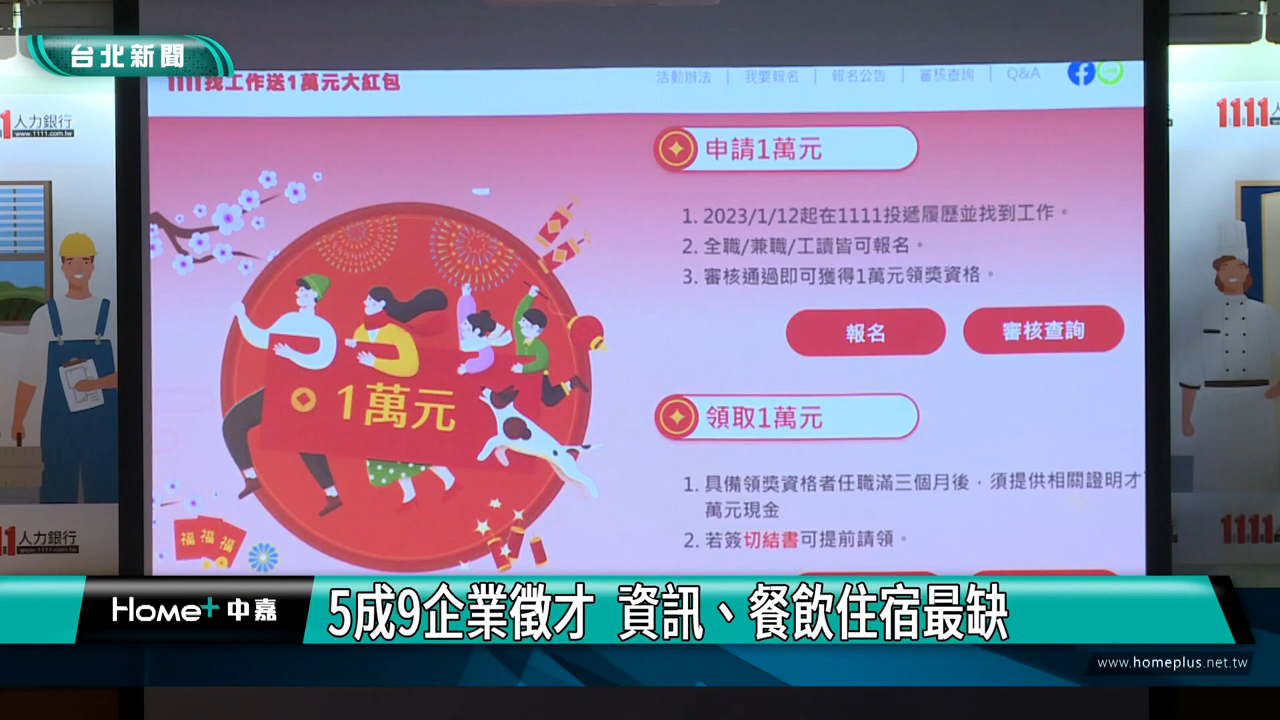 台北新聞
1111找工作送1萬元大紅包
活動辦法 | 我要報名 | 報名公告 | 審核查詢 | Q&A
1人力銀行
www.1111.com.tw
1111
申請1萬元
1. 2023/1/12起在1111投遞履歷並找到工作。
2. 全職/兼職/工讀皆可報名。
3. 審核通過即可獲得1萬元領獎資格。
報名 審核查詢
1萬元
領取1萬元
1. 具備領獎資格者任職滿三個月後，須提供相關證明才
萬元現金
2. 若簽切結書可提前請領。
福 福 福
11人力銀行
www.1111.com.tw
1111
5成9企業徵才 資訊、餐飲住宿最缺
Home+中嘉
www.homeplus.net.tw